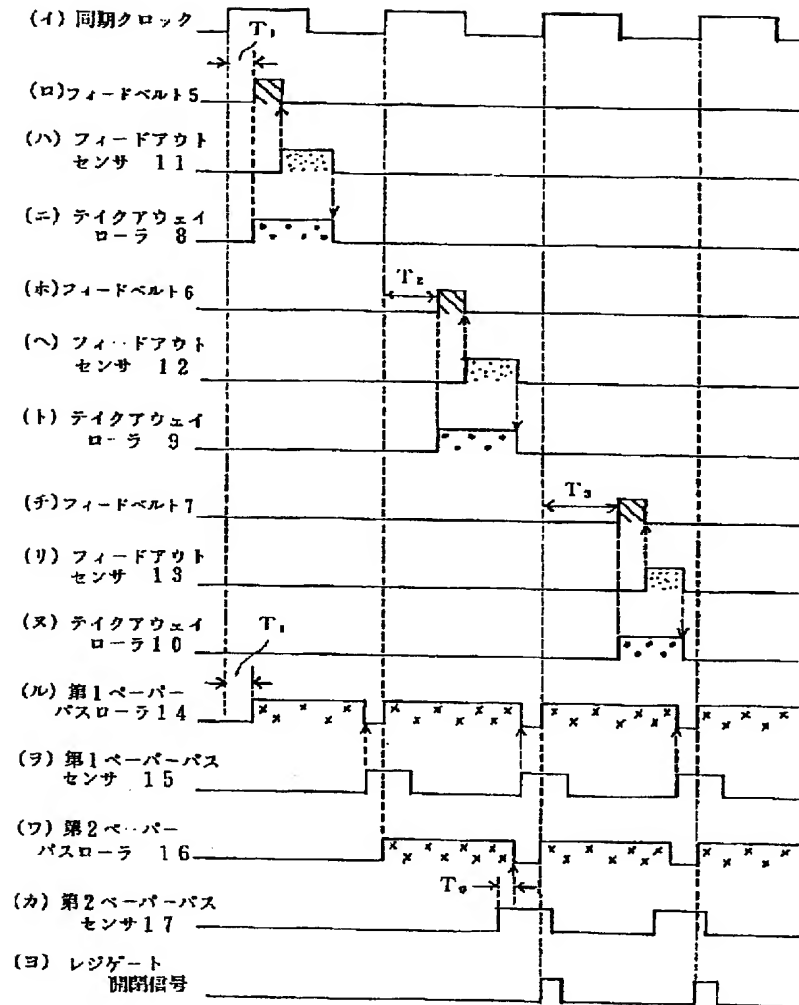 (イ) 同期クロック
T₁
(ロ) フィードベルト5
(ハ) フィードアウト
センサ 11
(ニ) テイクアウェイ
ローラ 8
T₂
(ホ) フィードベルト6
(ヘ) フィードアウト
センサ 12
(ト) テイクアウェイ
ローラ 9
T₃
(チ) フィードベルト7
(リ) フィードアウト
センサ 13
(ヌ) テイクアウェイ
ローラ10
T₁
(ル) 第1ペーパー
パスローラ14
(ヲ) 第1ペーパーパス
センサ 15
(ワ) 第2ペーパー
パスローラ 16
(カ) 第2ペーパーパス
センサ17
(ヨ) レジゲート
開閉信号